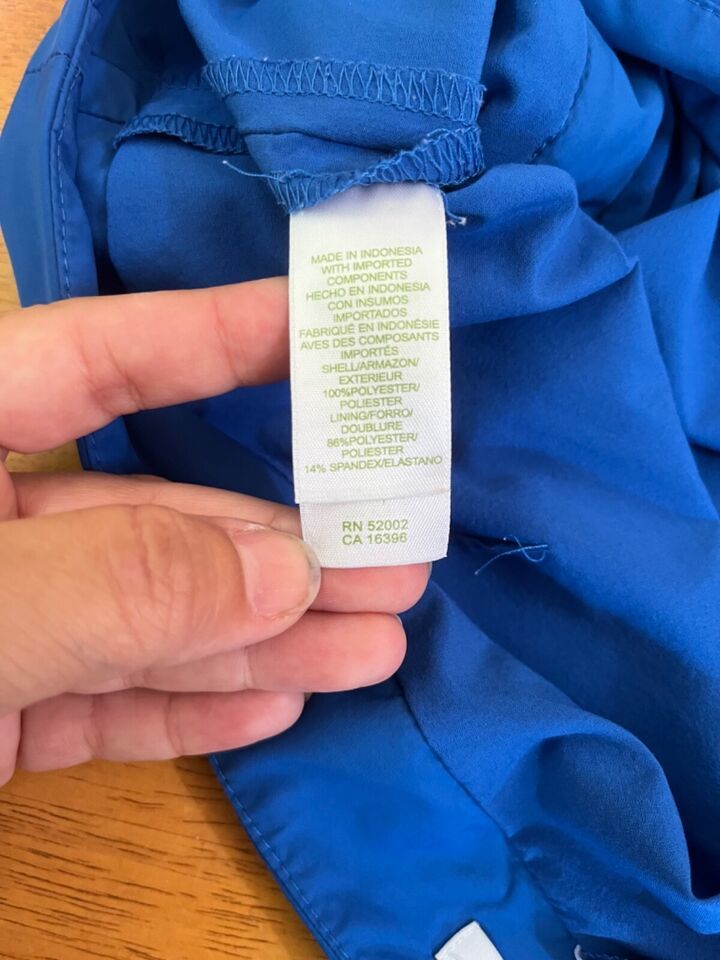 MADE IN INDONESIA
WITH IMPORTED
COMPONENTS
HECHO EN INDONESIA
CON INSUMOS
IMPORTADOS
FABRIQUÉ EN INDONÉSIE
AVES DES COMPOSANTS
IMPORTÉS
SHELL/ARMAZON/
EXTERIEUR
100%POLYESTER/
POLIESTER
LINING/FORRO/
DOUBLURE
86%POLYESTER/
POLIESTER
14% SPANDEX/ELASTANO
RN 52002
CA 16396